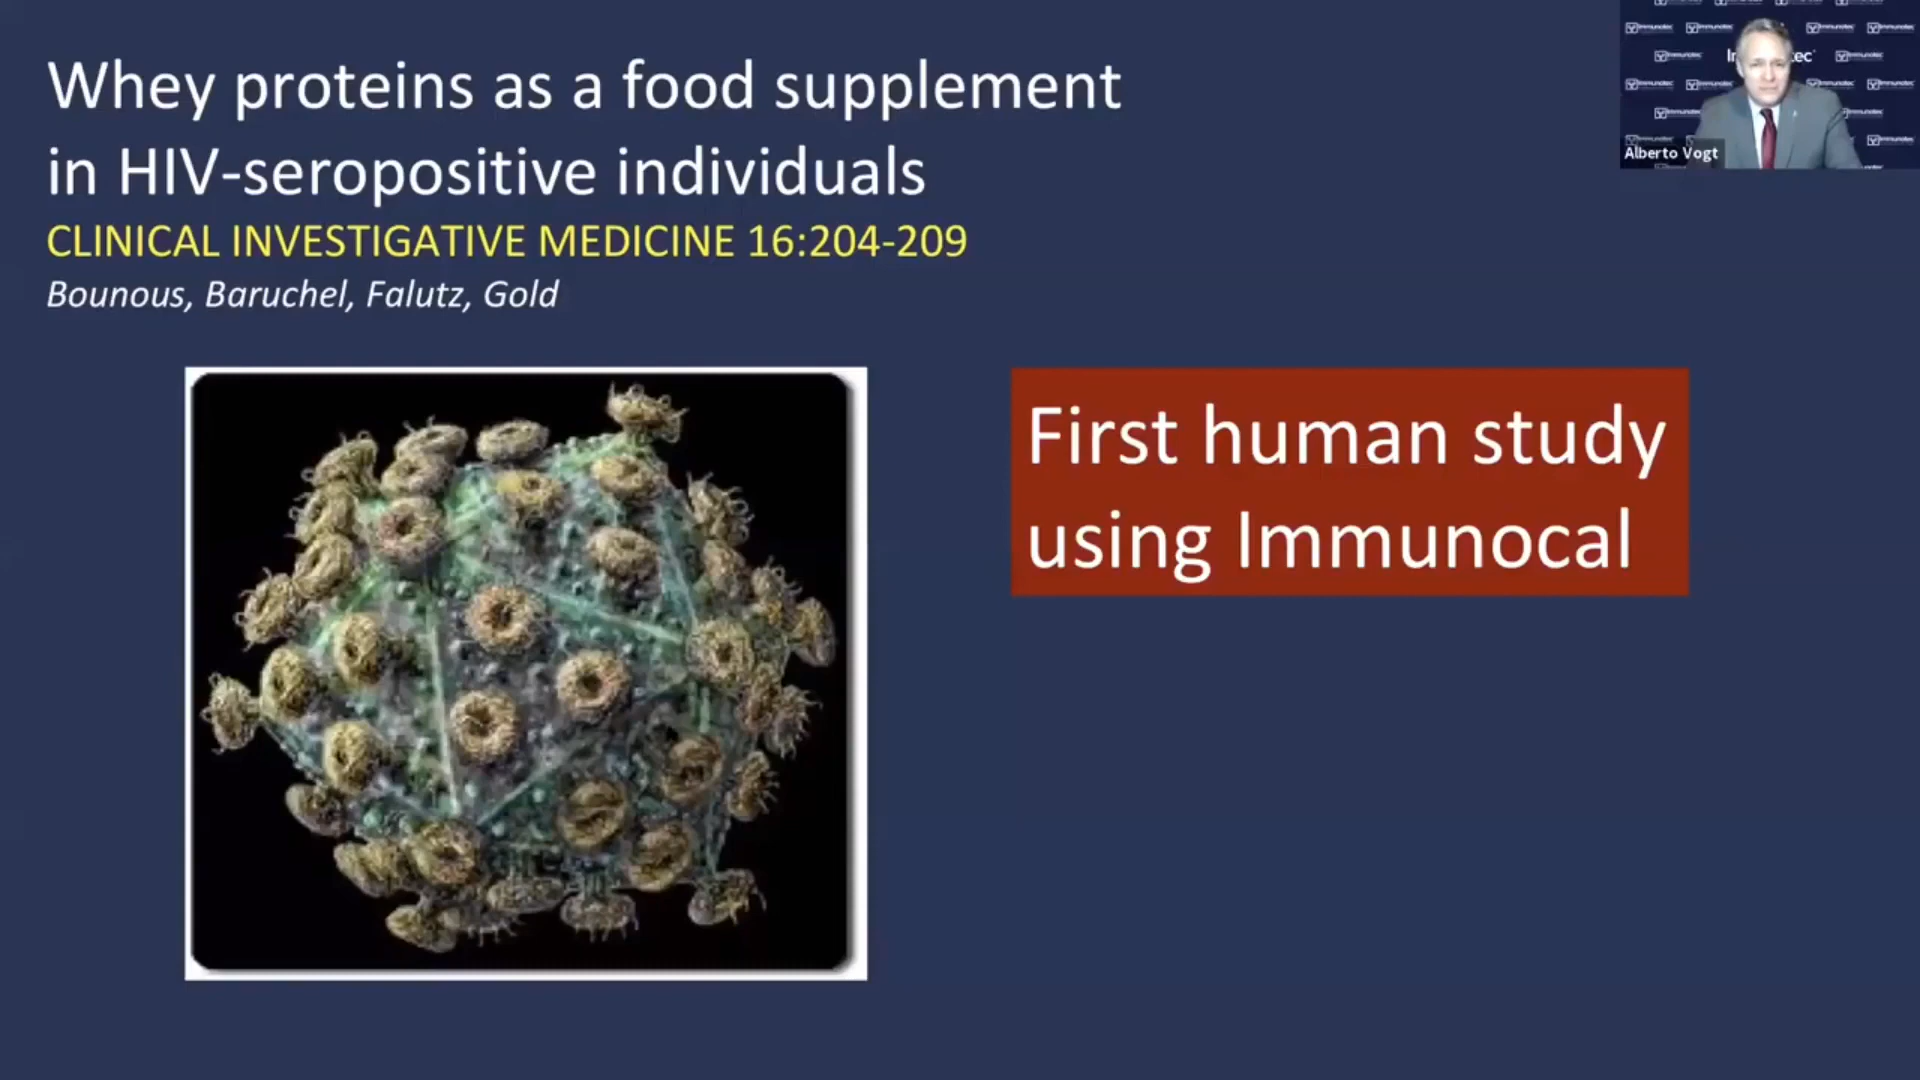 Whey proteins as a food supplement
in HIV-seropositive individuals
CLINICAL INVESTIGATIVE MEDICINE 16:204-209
Bounous, Baruchel, Falutz, Gold
First human study
using Immunocal
Alberto Vogt